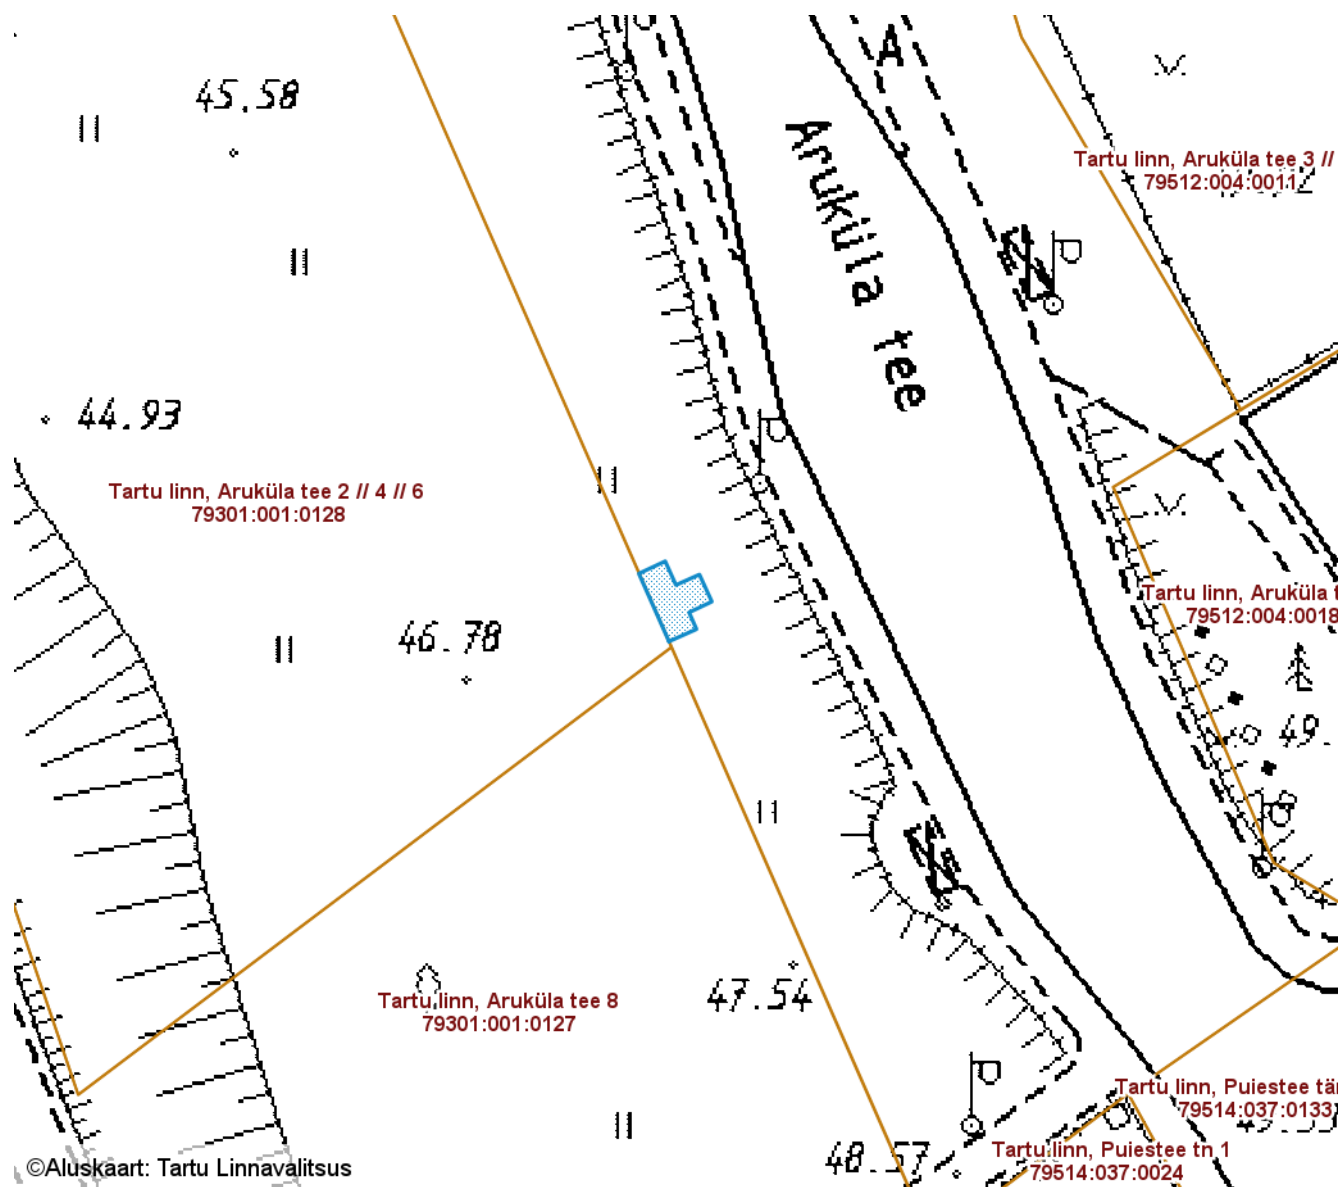 45.58
A
Aruküla tee
Tartu linn, Aruküla tee 3 //
79512:004:0011
44.93
Tartu linn, Aruküla tee 2 // 4 // 6
79301:001:0128
Tartu linn, Aruküla t
79512:004:0018
46.78
49.
Tartu linn, Aruküla tee 8
79301:001:0127
47.54
Tartu linn, Puiestee tän
79514:037:0133
48.57
Tartu linn, Puiestee tn 1
79514:037:0024
©Aluskaart: Tartu Linnavalitsus